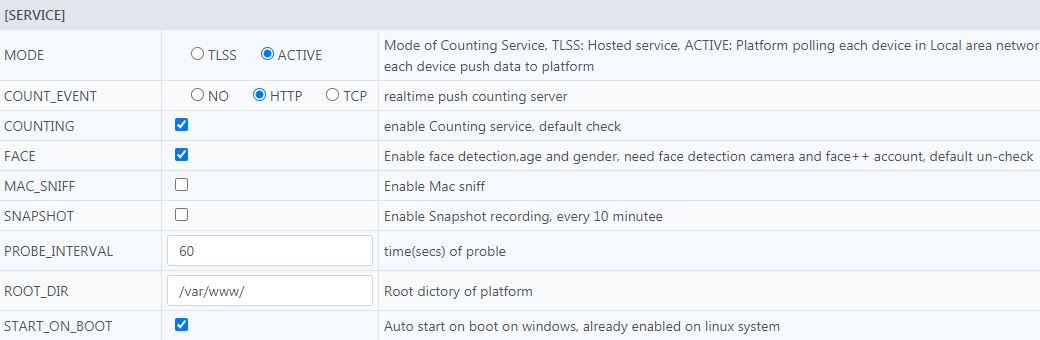 [SERVICE]
MODE TLSS ACTIVE Mode of Counting Service, TLSS: Hosted service, ACTIVE: Platform polling each device in Local area networ
each device push data to platform
COUNT_EVENT NO HTTP TCP realtime push counting server
COUNTING enable Counting service, default check
FACE Enable face detection,age and gender, need face detection camera and face++ account, default un-check
MAC_SNIFF Enable Mac sniff
SNAPSHOT Enable Snapshot recording, every 10 minutee
PROBE_INTERVAL 60 time(secs) of proble
ROOT_DIR /var/www/ Root dictory of platform
START_ON_BOOT Auto start on boot on windows, already enabled on linux system